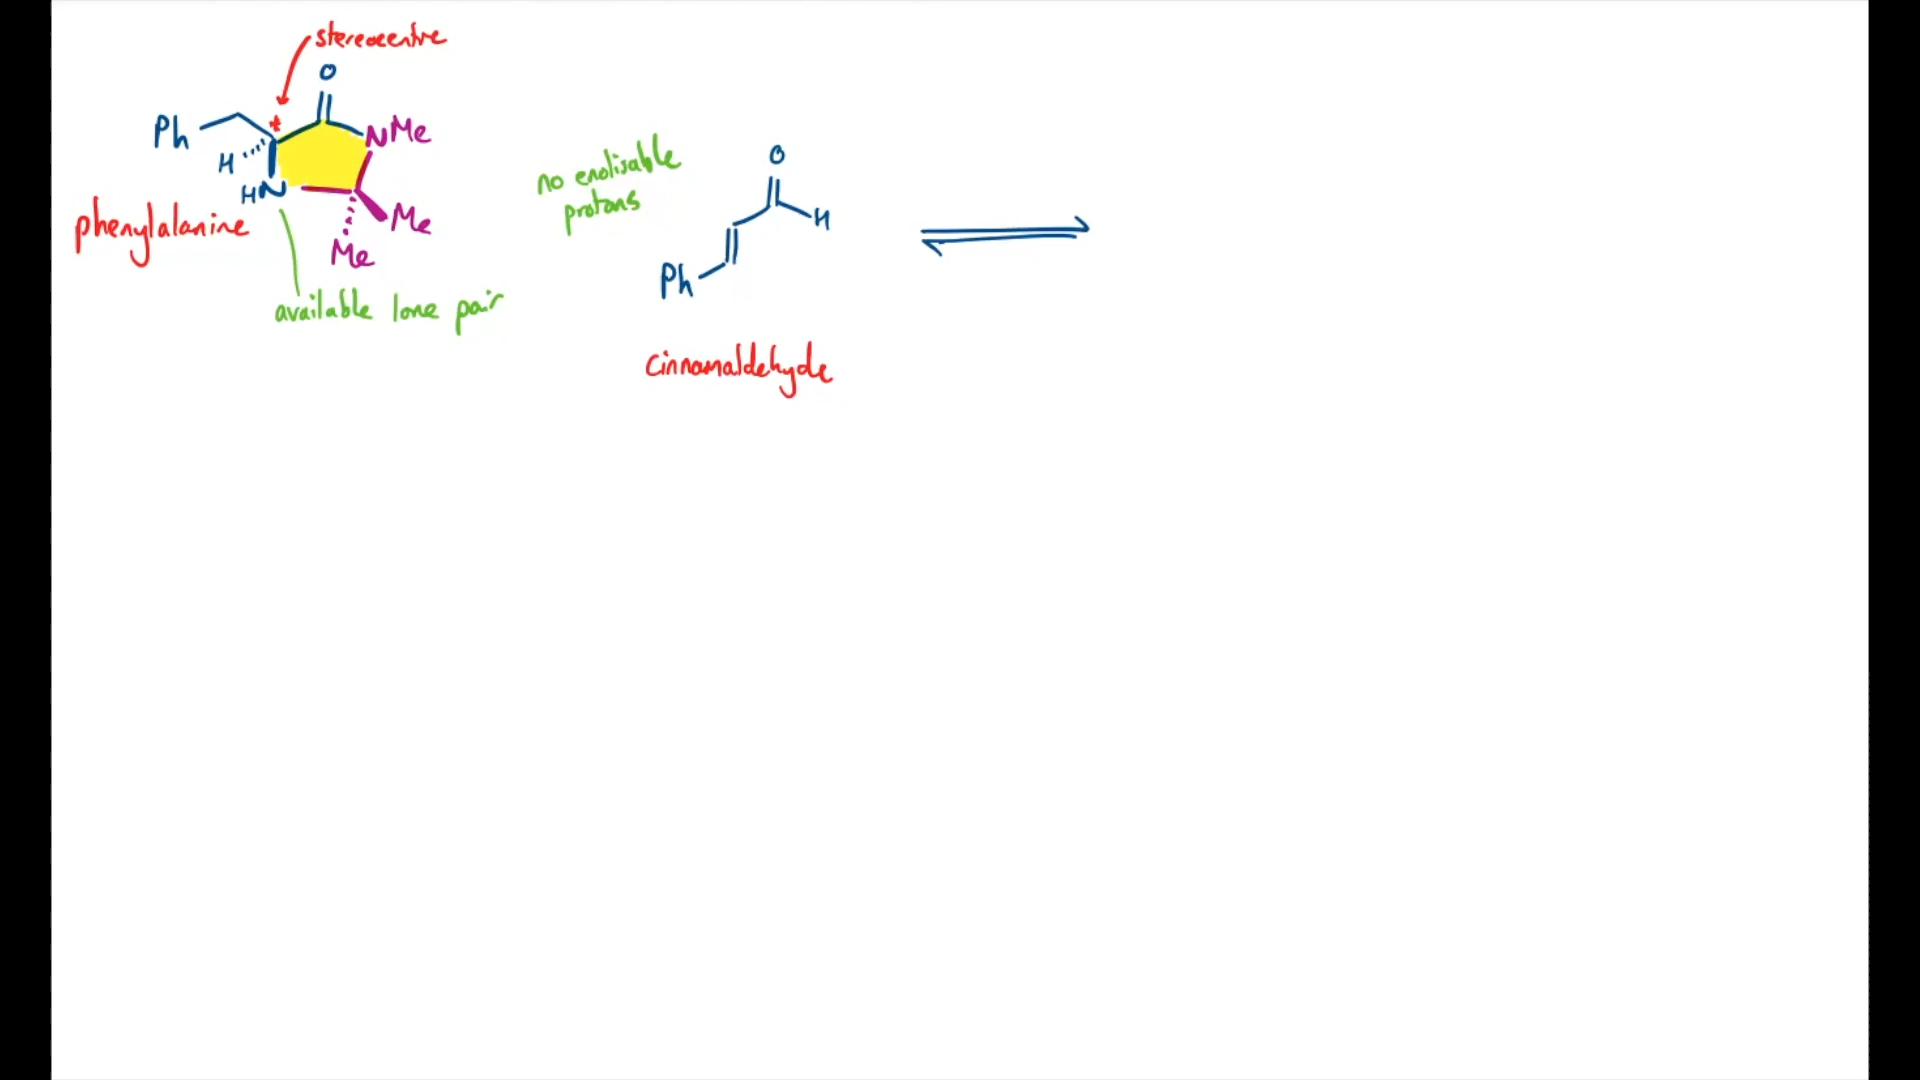 stereocentre
O
Ph
*
NMe
H
HN
Me
Me
phenylalanine
available lone pair
no enolisable
protons
O
H
Ph
cinnamaldehyde